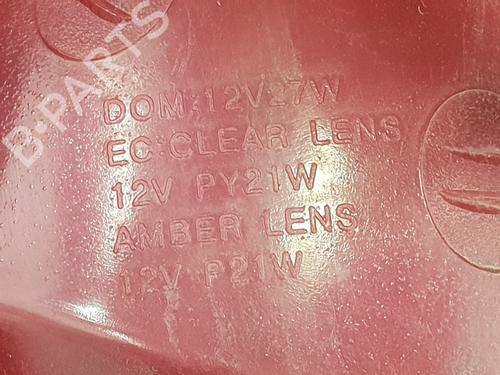 B-PARTS
DOM:12V27W
EC:CLEAR LENS
12V PY21W
AMBER LENS
12V P21W